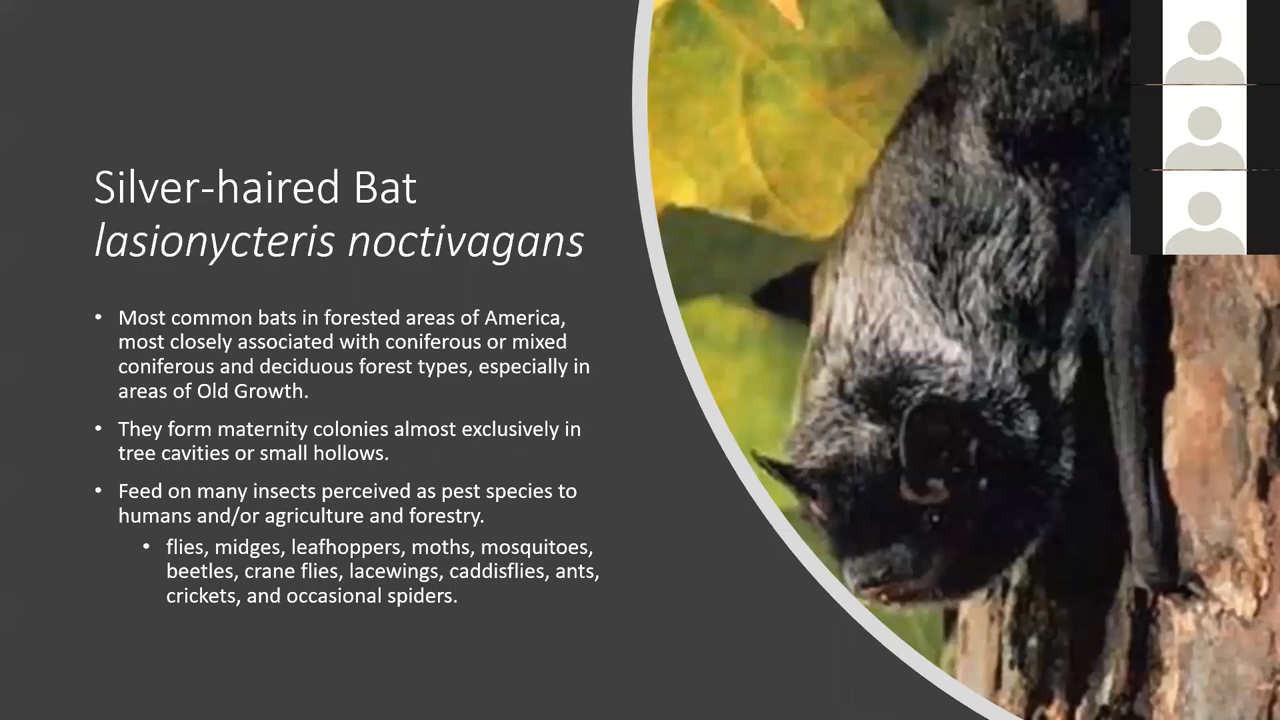 Silver-haired Bat
lasionycteris noctivagans
• Most common bats in forested areas of America,
most closely associated with coniferous or mixed
coniferous and deciduous forest types, especially in
areas of Old Growth.
• They form maternity colonies almost exclusively in
tree cavities or small hollows.
• Feed on many insects perceived as pest species to
humans and/or agriculture and forestry.
• flies, midges, leafhoppers, moths, mosquitoes,
beetles, crane flies, lacewings, caddisflies, ants,
crickets, and occasional spiders.